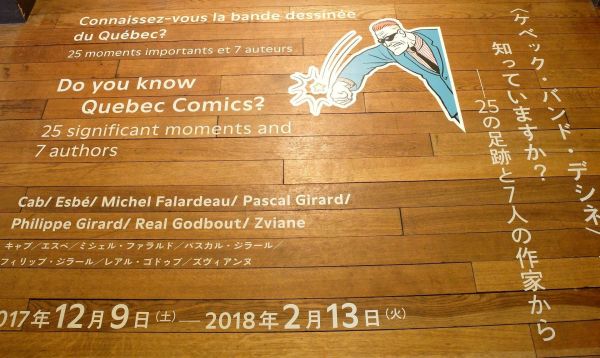 Connaissez-vous la bande dessinée
du Québec?
25 moments importants et 7 auteurs
Do you know
Quebec Comics?
25 significant moments and
7 authors
〈ケベック・バンド・デシネ〉
知っていますか?
—25の足跡と7人の作家から
Cab/ Esbé/ Michel Falardeau/ Pascal Girard/
Philippe Girard/ Real Godbout/ Zviane
キャブ／エスベ／ミシェル・ファラルド／パスカル・ジラール／
フィリップ・ジラール／レアル・ゴドゥブ／ズヴィアンヌ
017年12月9日(土)—2018年2月13日(火)